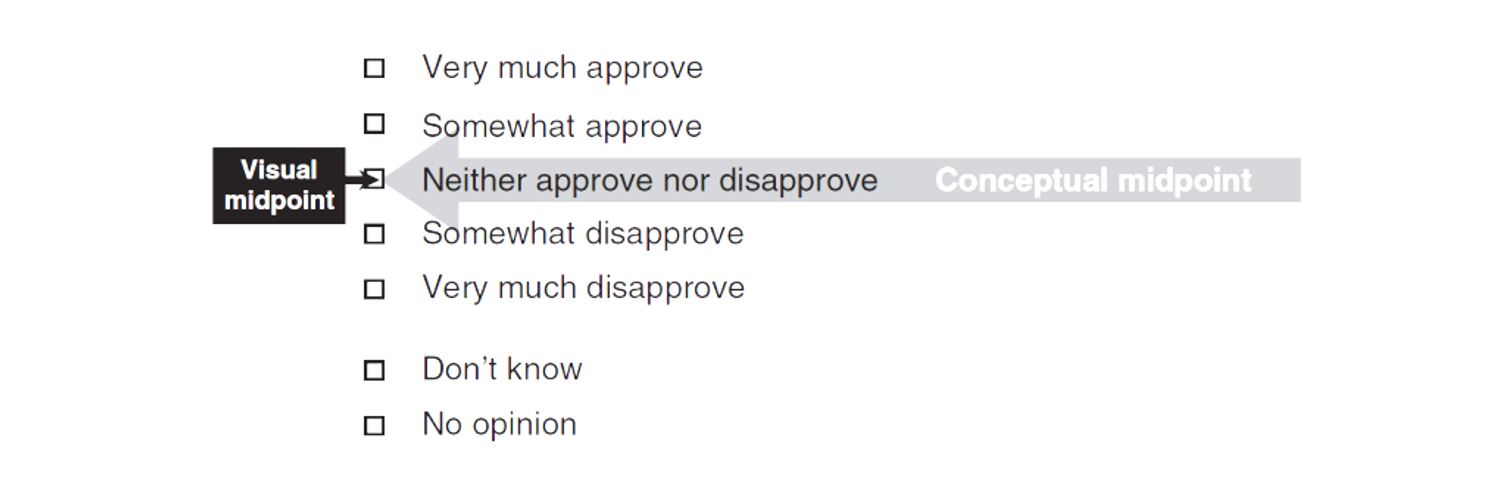 Very much approve
Somewhat approve
Visual
midpoint
Neither approve nor disapprove
Conceptual midpoint
Somewhat disapprove
Very much disapprove
Don't know
No opinion